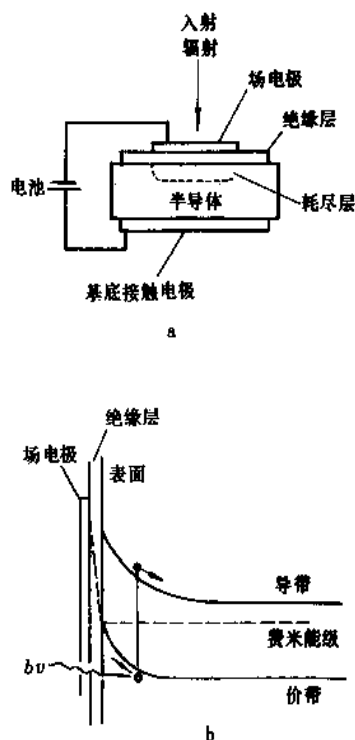 入射
辐射
场电极
绝缘层
电池
半导体
耗尽层
基底接触电极
a
绝缘层
场电极
表面
导带
费米能级
hν
价带
b